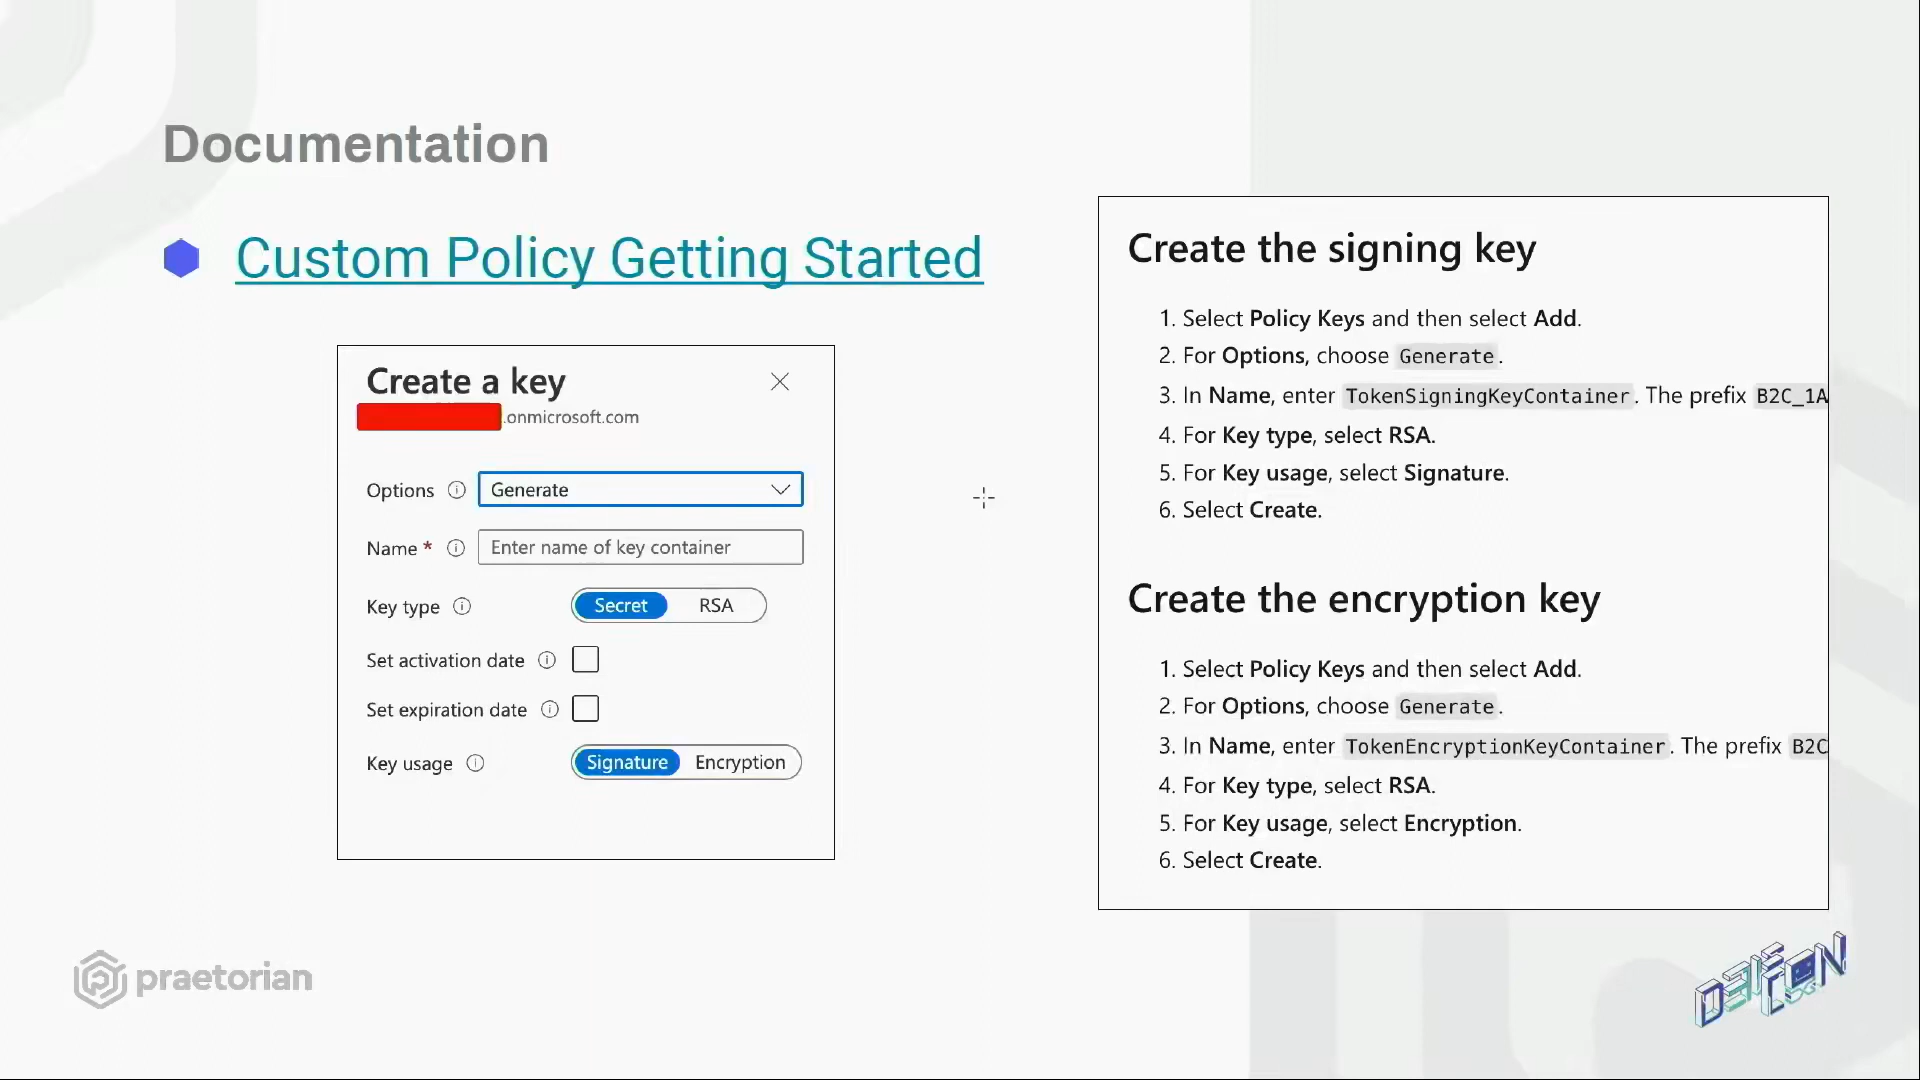 Documentation
Custom Policy Getting Started
Create a key
.onmicrosoft.com
Options
Generate
Name *
Enter name of key container
Key type
Secret RSA
Set activation date
Set expiration date
Key usage
Signature Encryption
Create the signing key
1. Select Policy Keys and then select Add.
2. For Options, choose Generate.
3. In Name, enter TokenSigningKeyContainer. The prefix B2C_1A
4. For Key type, select RSA.
5. For Key usage, select Signature.
6. Select Create.
Create the encryption key
1. Select Policy Keys and then select Add.
2. For Options, choose Generate.
3. In Name, enter TokenEncryptionKeyContainer. The prefix B2C
4. For Key type, select RSA.
5. For Key usage, select Encryption.
6. Select Create.
praetorian